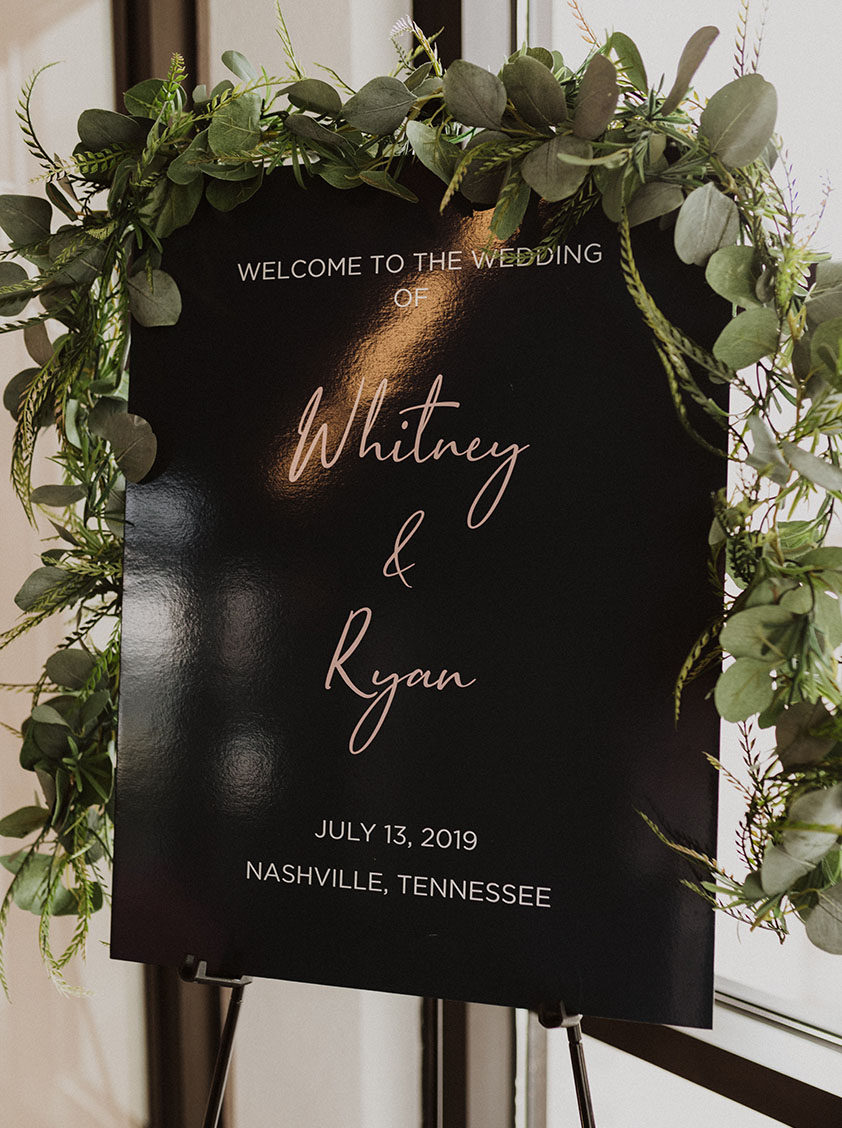 WELCOME TO THE WEDDING
OF
Whitney
&
Ryan
JULY 13, 2019
NASHVILLE, TENNESSEE